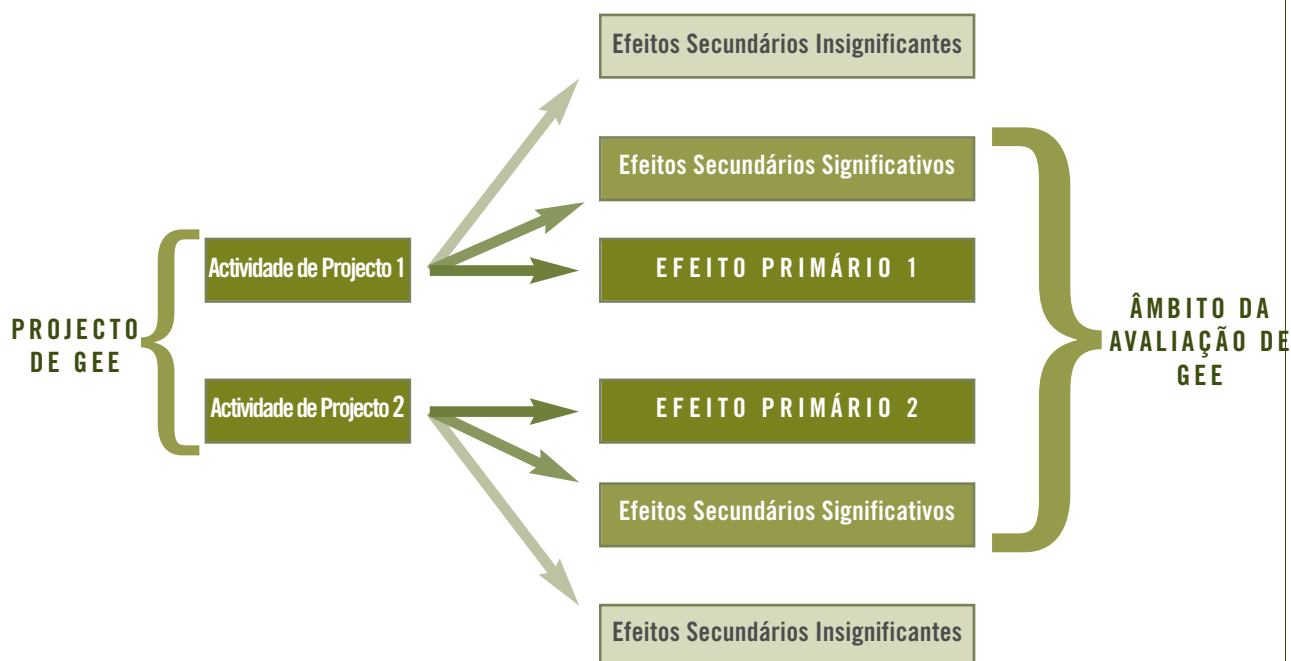 Efeitos Secundários Insignificantes
Efeitos Secundários Significativos
Actividade de Projecto 1
EFEITO PRIMÁRIO 1
PROJECTO
DE GEE
ÂMBITO DA
AVALIAÇÃO DE
GEE
Actividade de Projecto 2
EFEITO PRIMÁRIO 2
Efeitos Secundários Significativos
Efeitos Secundários Insignificantes